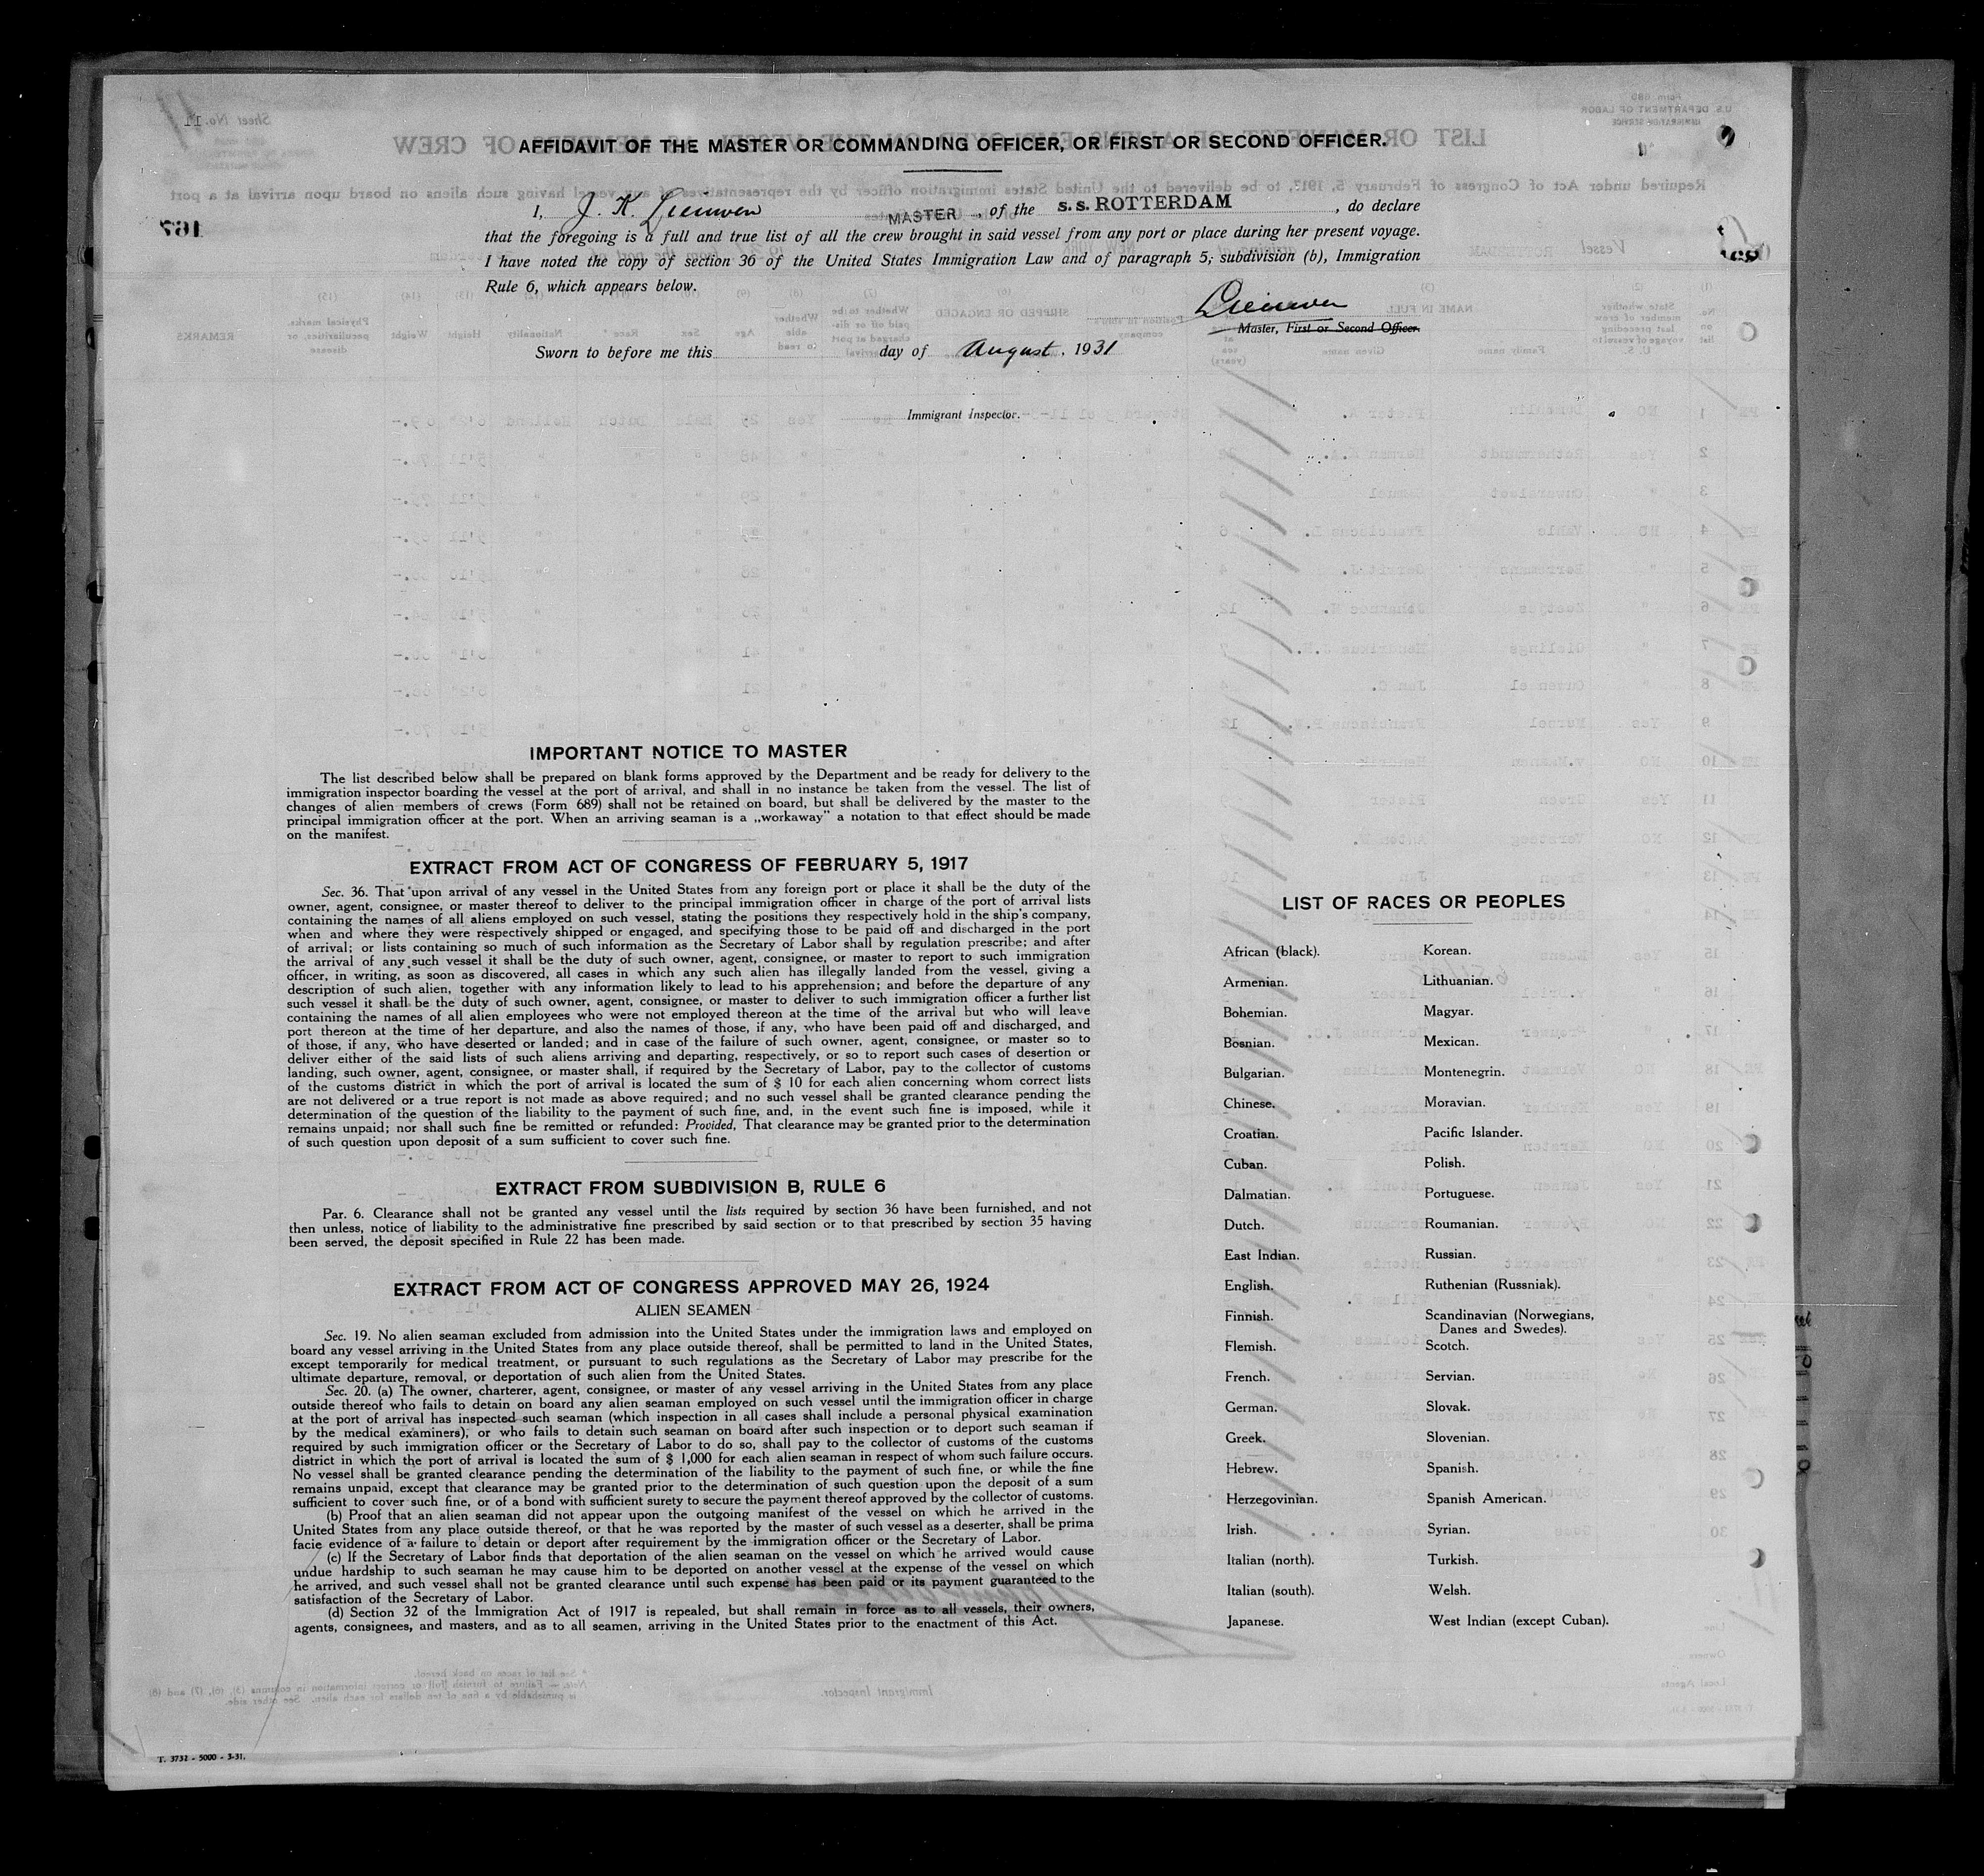 AFFIDAVIT OF THE MASTER OR COMMANDING OFFICER, OR FIRST OR SECOND OFFICER.
I, J. K. MASTER, of the S.S. ROTTERDAM, do declare
that the foregoing is a full and true list of all the crew brought in said vessel from any port or place during her present voyage.
I have noted the copy of section 36 of the United States Immigration Law and of paragraph 5, subdivision (b), Immigration
Rule 6, which appears below.
Master, First or Second Officer.
Sworn to before me this day of August, 1931
Immigrant Inspector.
IMPORTANT NOTICE TO MASTER
The list described below shall be prepared on blank forms approved by the Department and be ready for delivery to the
immigration inspector boarding the vessel at the port of arrival, and shall in no instance be taken from the vessel. The list of
changes of alien members of crews (Form 689) shall not be retained on board, but shall be delivered by the master to the
principal immigration officer at the port. When an arriving seaman is a „workaway” a notation to that effect should be made
on the manifest.
EXTRACT FROM ACT OF CONGRESS OF FEBRUARY 5, 1917
Sec. 36. That upon arrival of any vessel in the United States from any foreign port or place it shall be the duty of the
owner, agent, consignee, or master thereof to deliver to the principal immigration officer in charge of the port of arrival lists
containing the names of all aliens employed on such vessel, stating the positions they respectively hold in the ship's company,
when and where they were respectively shipped or engaged, and specifying those to be paid off and discharged in the port
of arrival; or lists containing so much of such information as the Secretary of Labor shall by regulation prescribe; and after
the arrival of any such vessel it shall be the duty of such owner, agent, consignee, or master to report to such immigration
officer, in writing, as soon as discovered, all cases in which any such alien has illegally landed from the vessel, giving a
description of such alien, together with any information likely to lead to his apprehension; and before the departure of any
such vessel it shall be the duty of such owner, agent, consignee, or master to deliver to such immigration officer a further list
containing the names of all alien employees who were not employed thereon at the time of the arrival but who will leave
port thereon at the time of her departure, and also the names of those, if any, who have been paid off and discharged, and
of those, if any, who have deserted or landed; and in case of the failure of such owner, agent, consignee, or master so to
deliver either of the said lists of such aliens arriving and departing, respectively, or so to report such cases of desertion or
landing, such owner, agent, consignee, or master shall, if required by the Secretary of Labor, pay to the collector of customs
of the customs district in which the port of arrival is located the sum of $ 10 for each alien concerning whom correct lists
are not delivered or a true report is not made as above required; and no such vessel shall be granted clearance pending the
determination of the question of the liability to the payment of such fine, and, in the event such fine is imposed, while it
remains unpaid; nor shall such fine be remitted or refunded: Provided, That clearance may be granted prior to the determination
of such question upon deposit of a sum sufficient to cover such fine.
EXTRACT FROM SUBDIVISION B, RULE 6
Par. 6. Clearance shall not be granted any vessel until the lists required by section 36 have been furnished, and not
then unless, notice of liability to the administrative fine prescribed by said section or to that prescribed by section 35 having
been served, the deposit specified in Rule 22 has been made.
EXTRACT FROM ACT OF CONGRESS APPROVED MAY 26, 1924
ALIEN SEAMEN
Sec. 19. No alien seaman excluded from admission into the United States under the immigration laws and employed on
board any vessel arriving in the United States from any place outside thereof, shall be permitted to land in the United States,
except temporarily for medical treatment, or pursuant to such regulations as the Secretary of Labor may prescribe for the
ultimate departure, removal, or deportation of such alien from the United States.
Sec. 20. (a) The owner, charterer, agent, consignee, or master of any vessel arriving in the United States from any place
outside thereof who fails to detain on board any alien seaman employed on such vessel until the immigration officer in charge
at the port of arrival has inspected such seaman (which inspection in all cases shall include a personal physical examination
by the medical examiners), or who fails to detain such seaman on board after such inspection or to deport such seaman if
required by such immigration officer or the Secretary of Labor to do so, shall pay to the collector of customs of the customs
district in which the port of arrival is located the sum of $ 1,000 for each alien seaman in respect of whom such failure occurs.
No vessel shall be granted clearance pending the determination of the liability to the payment of such fine, or while the fine
remains unpaid, except that clearance may be granted prior to the determination of such question upon the deposit of a sum
sufficient to cover such fine, or of a bond with sufficient surety to secure the payment thereof approved by the collector of customs.
(b) Proof that an alien seaman did not appear upon the outgoing manifest of the vessel on which he arrived in the
United States from any place outside thereof, or that he was reported by the master of such vessel as a deserter, shall be prima
facie evidence of a failure to detain or deport after requirement by the immigration officer or the Secretary of Labor.
(c) If the Secretary of Labor finds that deportation of the alien seaman on the vessel on which he arrived would cause
undue hardship to such seaman he may cause him to be deported on another vessel at the expense of the vessel on which
he arrived, and such vessel shall not be granted clearance until such expense has been paid or its payment guaranteed to the
satisfaction of the Secretary of Labor.
(d) Section 32 of the Immigration Act of 1917 is repealed, but shall remain in force as to all vessels, their owners,
agents, consignees, and masters, and as to all seamen, arriving in the United States prior to the enactment of this Act.
LIST OF RACES OR PEOPLES
African (black).
Armenian.
Bohemian.
Bosnian.
Bulgarian.
Chinese.
Croatian.
Cuban.
Dalmatian.
Dutch.
East Indian.
English.
Finnish.
Flemish.
French.
German.
Greek.
Hebrew.
Herzegovinian.
Irish.
Italian (north).
Italian (south).
Japanese.
Korean.
Lithuanian.
Magyar.
Mexican.
Montenegrin.
Moravian.
Pacific Islander.
Polish.
Portuguese.
Roumanian.
Russian.
Ruthenian (Russniak).
Scandinavian (Norwegians,
Danes and Swedes).
Scotch.
Servian.
Slovak.
Slovenian.
Spanish.
Spanish American.
Syrian.
Turkish.
Welsh.
West Indian (except Cuban).
T. 3732 - 5000 - 3-31.